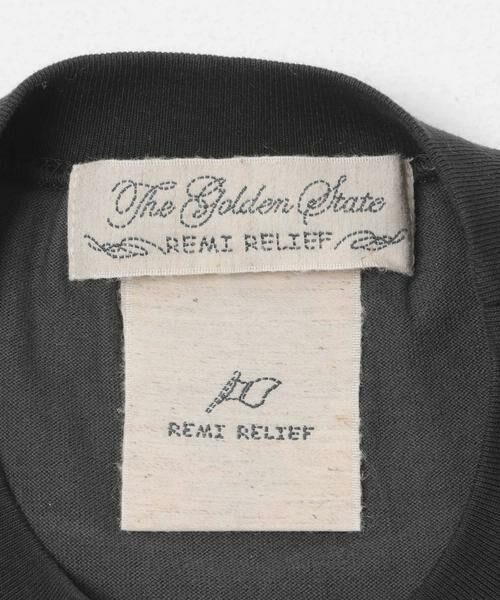 The Golden State
REMI RELIEF
REMI RELIEF